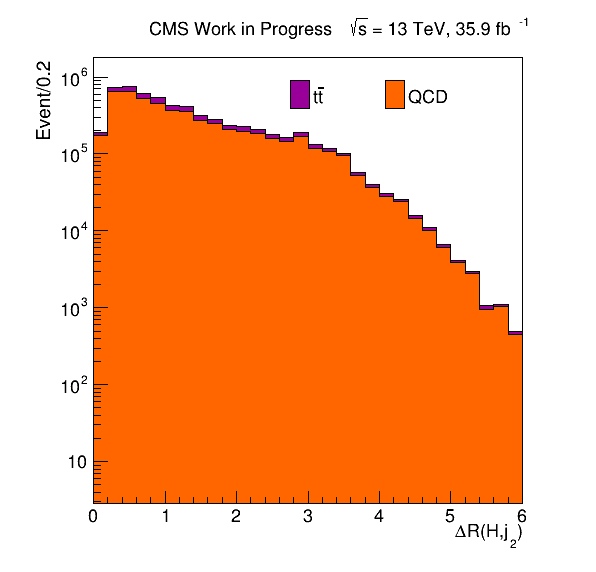 CMS Work in Progress √s = 13 TeV, 35.9 fb⁻¹
Event/0.2
10⁶
10⁵
10⁴
10³
10²
10
tt̄
QCD
0 1 2 3 4 5 6
ΔR(H,j₂)